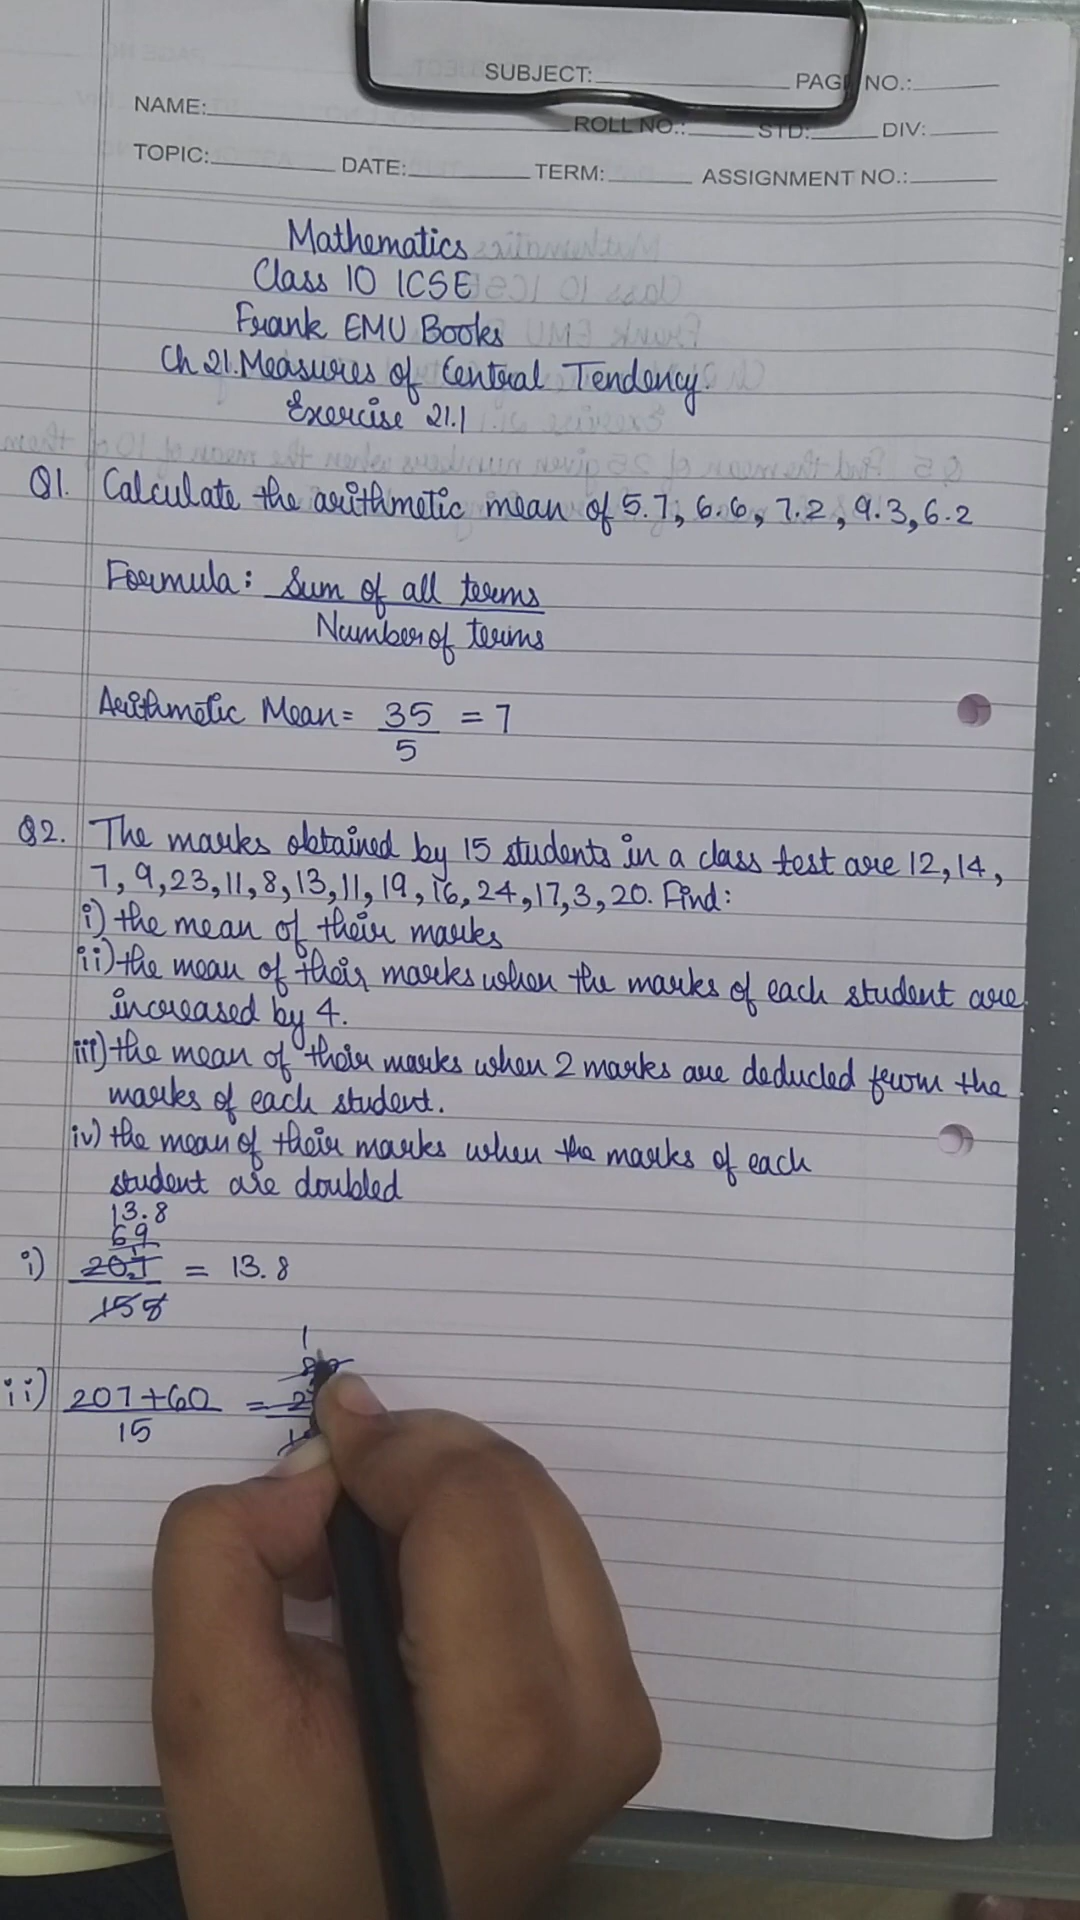 SUBJECT: PAGE NO.:
NAME: ROLL NO.: STD: DIV:
TOPIC: DATE: TERM: ASSIGNMENT NO.:
Mathematics
Class 10 ICSE
Frank EMU Books
Ch 21. Measures of Central Tendency.
Exercise 21.1
Q1. Calculate the arithmetic mean of 5.7, 6.6, 7.2, 9.3, 6.2
Formula: Sum of all terms
Number of terms
Arithmetic Mean = 35 = 7
5
Q2. The marks obtained by 15 students in a class test are 12, 14,
7, 9, 23, 11, 8, 13, 11, 19, 16, 24, 17, 3, 20. Find:
i) the mean of their marks
ii) the mean of their marks when the marks of each student are
increased by 4.
iii) the mean of their marks when 2 marks are deducted from the
marks of each student.
iv) the mean of their marks when the marks of each
student are doubled
13.8
69
i) 207 = 13.8
15 5
1
ii) 207+60 =
15